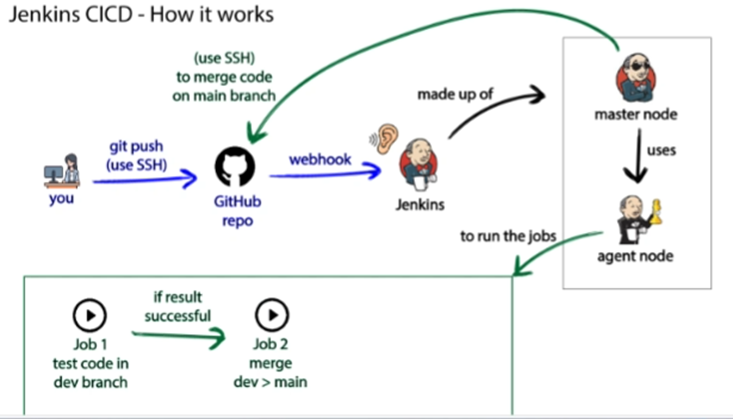 Jenkins CICD - How it works
(use SSH)
to merge code
on main branch
made up of
master node
git push
(use SSH)
webhook
uses
you
GitHub
repo
Jenkins
to run the jobs
agent node
if result
successful
Job 1
test code in
dev branch
Job 2
merge
dev > main